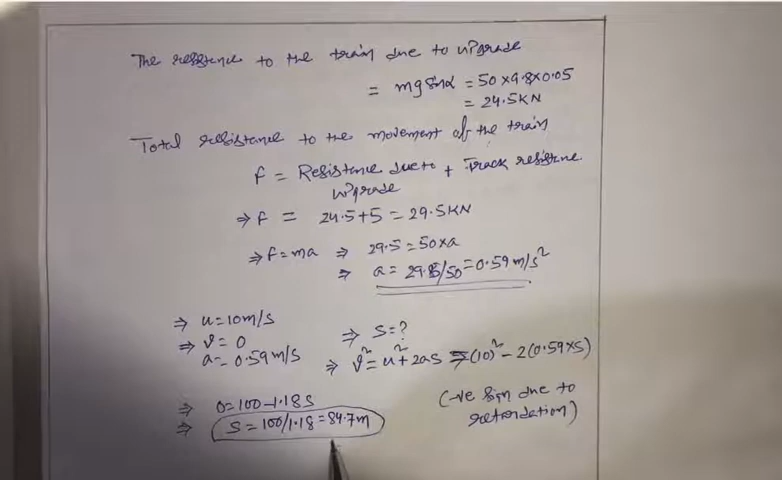 The resistance to the train due to upgrade
= mg sinα = 50×9.8×0.05
= 24.5KN
Total resistance to the movement of the train
f = Resistance due to upgrade + Track resistance
⇒ f = 24.5+5 = 29.5KN
⇒ f=ma ⇒ 29.5=50×a
⇒ a= 29.5/50=0.59m/s²
⇒ u=10m/s
⇒ v=0 ⇒ s=?
a=0.59m/s ⇒ v²=u²+2as ⇒(10)²-2(0.59×s)
⇒ 0=100-1.18s (-ve sign due to
⇒ s=100/1.18=84.7m retardation)